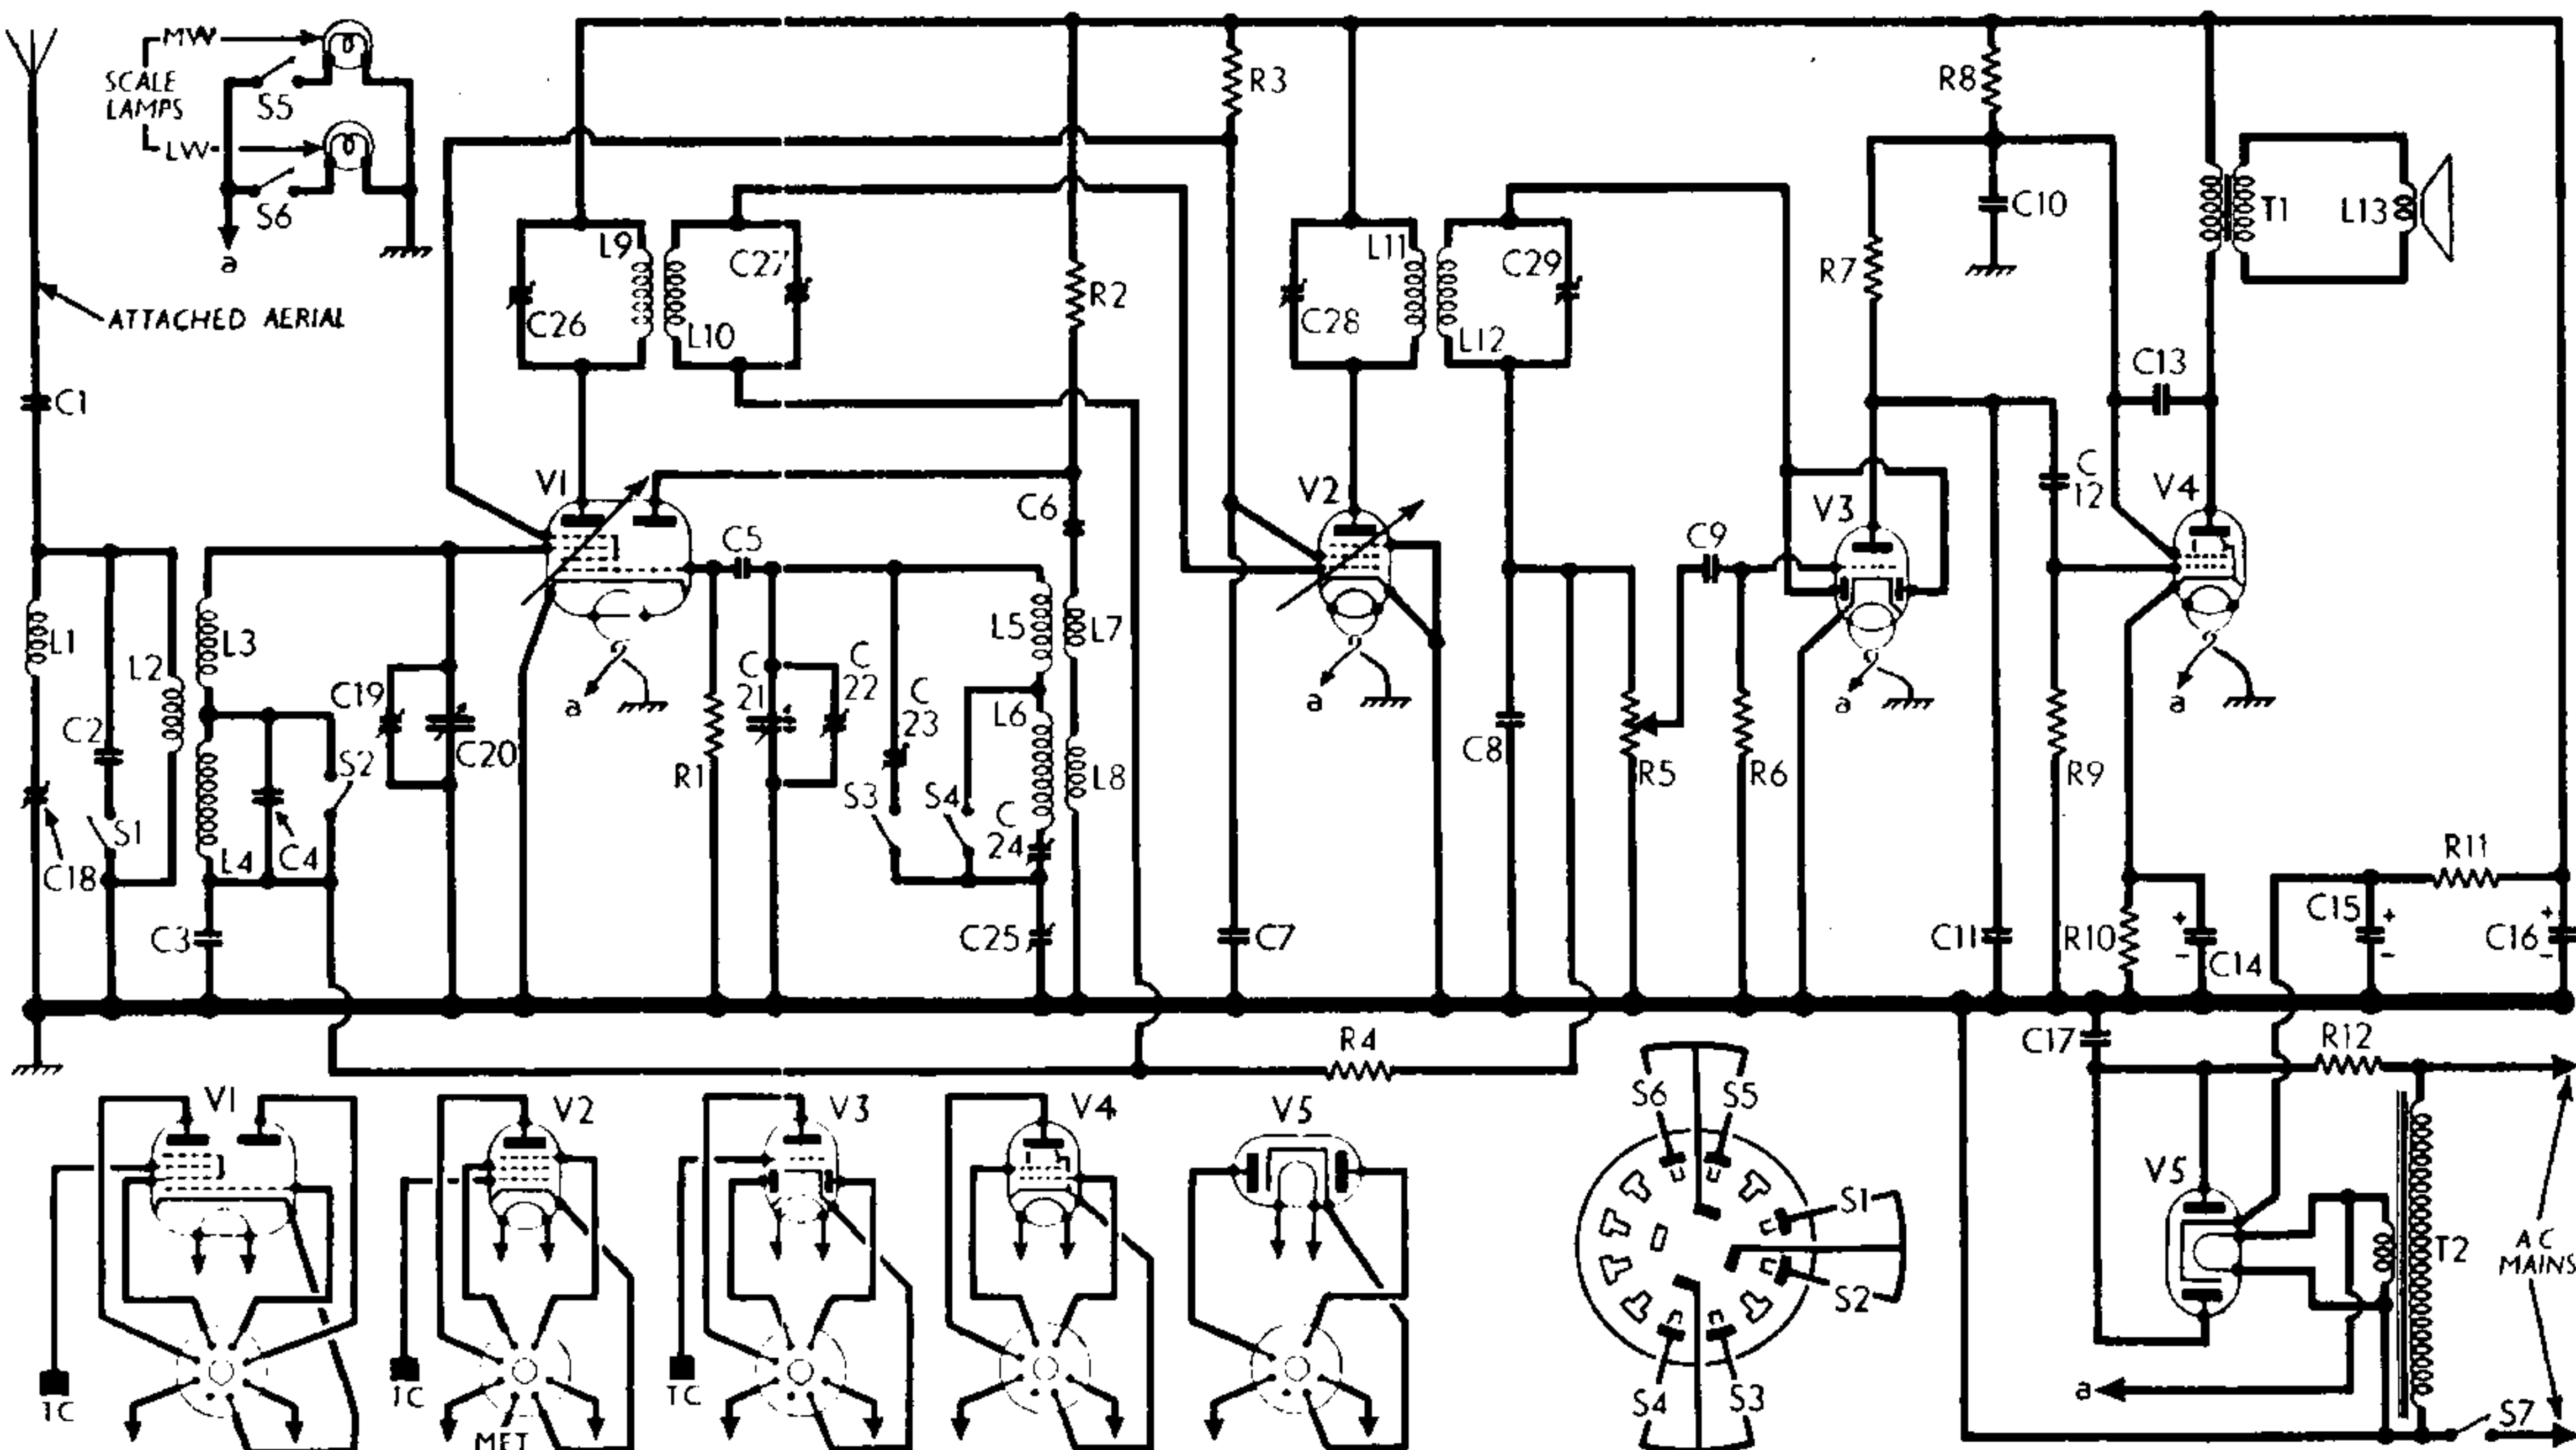 MW
SCALE
LAMPS
S5
LW
S6
a
ATTACHED AERIAL
C1
R3
R8
L9
C27
C26
L10
R2
L11
C29
C28
L12
R7
C10
T1
L13
C13
V1
C6
V2
C
12
V3
V4
C5
C9
L1
L2
L3
C2
C19
C20
S2
S1
C18
L4
C4
C3
a
R1
C
21
C
22
C
23
L5
L7
L6
L8
S3
S4
C
24
C25
C7
a
C8
R5
R6
a
R9
a
R11
C11
R10
+
-
C14
C15
+
-
C16
+
-
R4
C17
R12
V1
V2
V3
V4
V5
S6
S5
S1
S2
S4
S3
V5
T2
AC
MAINS
a
S7
TC
TC
TC
MET